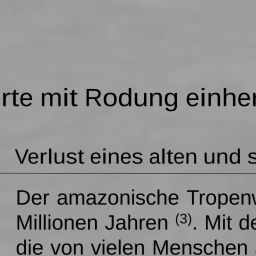 rte mit Rodung einher
Verlust eines alten und s
Der amazonische Tropenw
Millionen Jahren (3). Mit de
die von vielen Menschen